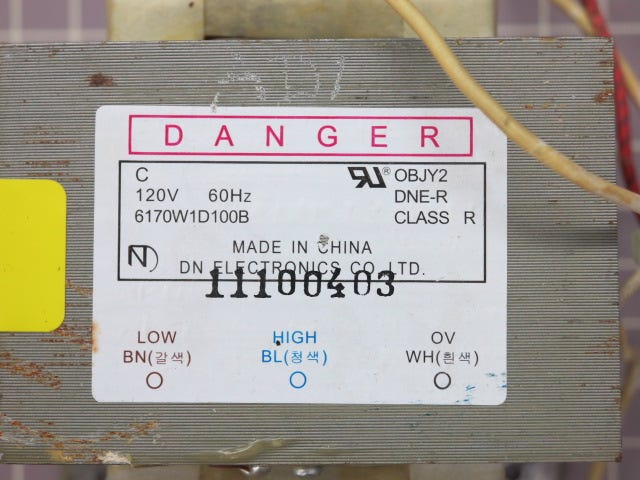 DANGER
C
120V 60Hz
6170W1D100B
RU® OBJY2
DNE-R
CLASS R
MADE IN CHINA
DN ELECTRONICS CO.,LTD.
N
11100403
LOW HIGH OV
BN(갈색) BL(청색) WH(흰색)